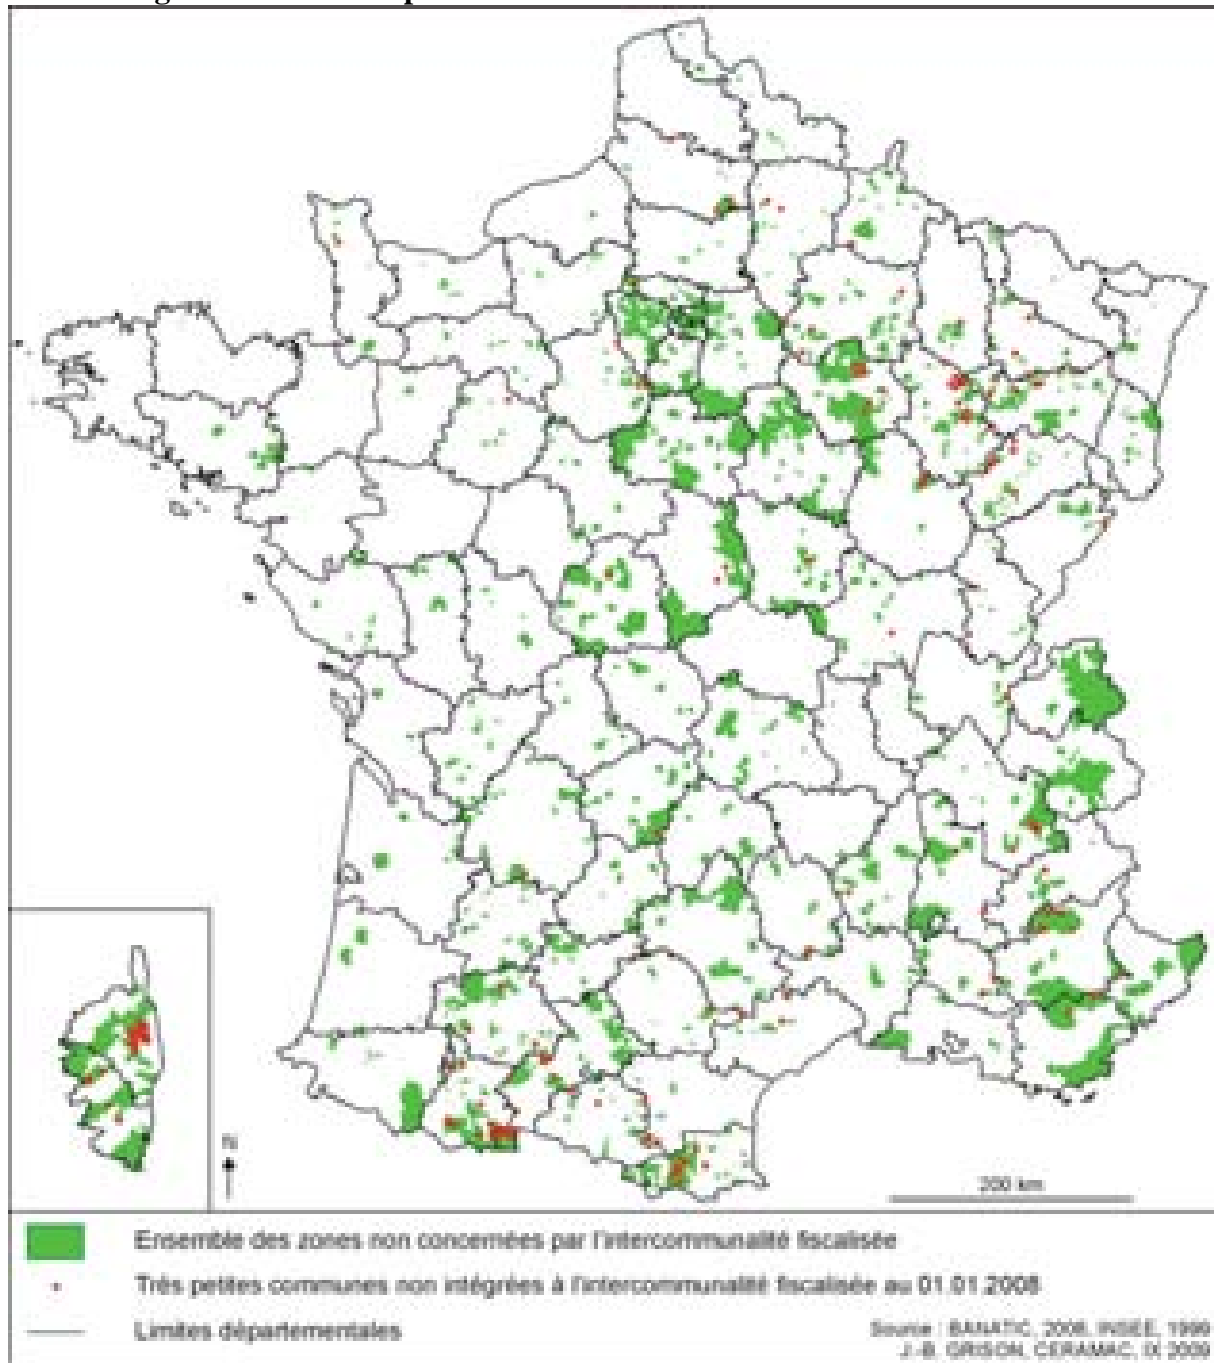 N
200 km
Ensemble des zones non concernées par l'intercommunalité fiscalisée
Très petites communes non intégrées à l'intercommunalité fiscalisée au 01.01.2008
Limites départementales
Source : BANATIC, 2008, INSEE, 1999
J.-B. GRISON, CERAMAC, IX 2009